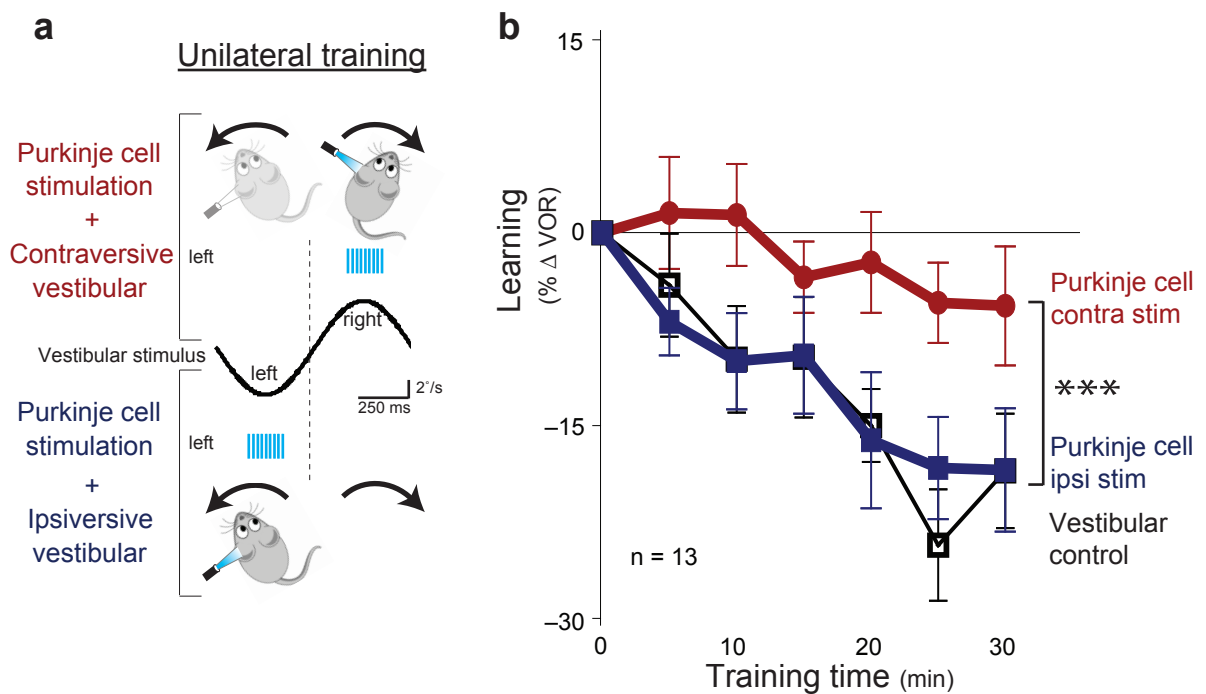 a
Unilateral training
Purkinje cell
stimulation
+
Contraversive
vestibular
left
right
Vestibular stimulus
left
2˚/s
250 ms
Purkinje cell
stimulation
+
Ipsiversive
vestibular
left
b
15
0
–15
–30
Learning
(% Δ VOR)
n = 13
0
10
20
30
Training time (min)
Purkinje cell
contra stim
***
Purkinje cell
ipsi stim
Vestibular
control